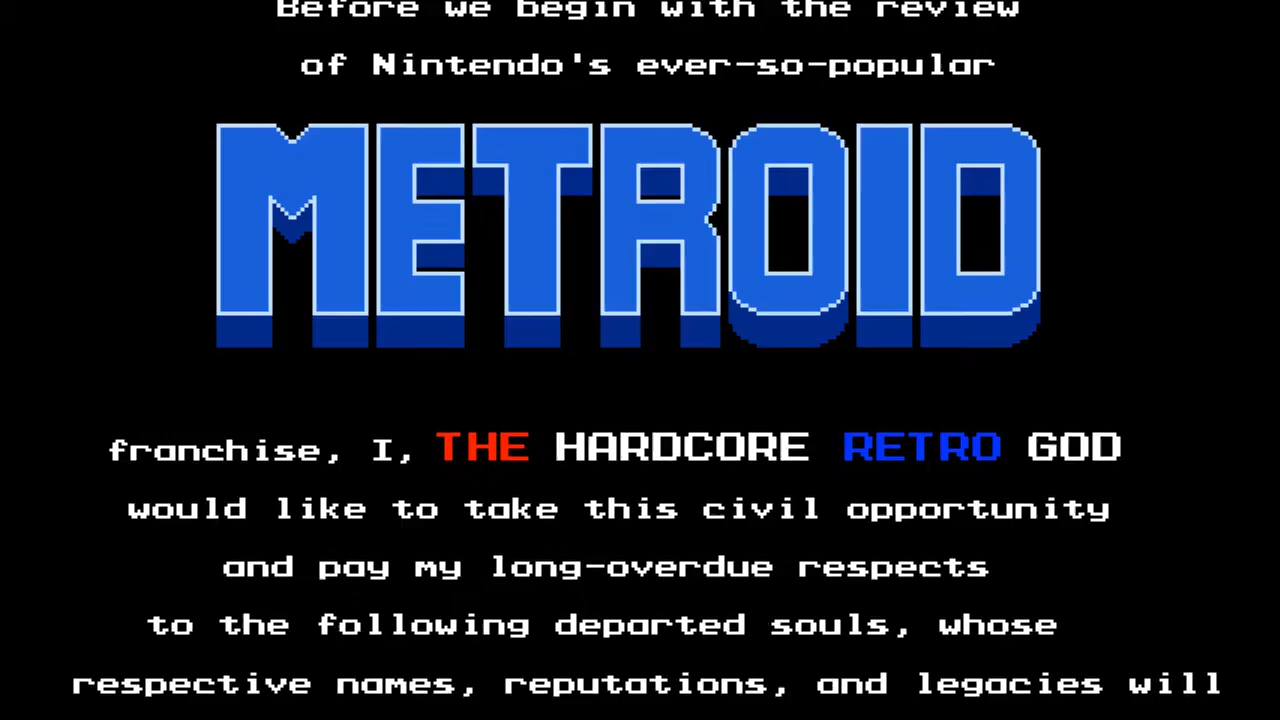 Before we begin with the review
of Nintendo's ever-so-popular
METROID
franchise, I, THE HARDCORE RETRO GOD
would like to take this civil opportunity
and pay my long-overdue respects
to the following departed souls, whose
respective names, reputations, and legacies will